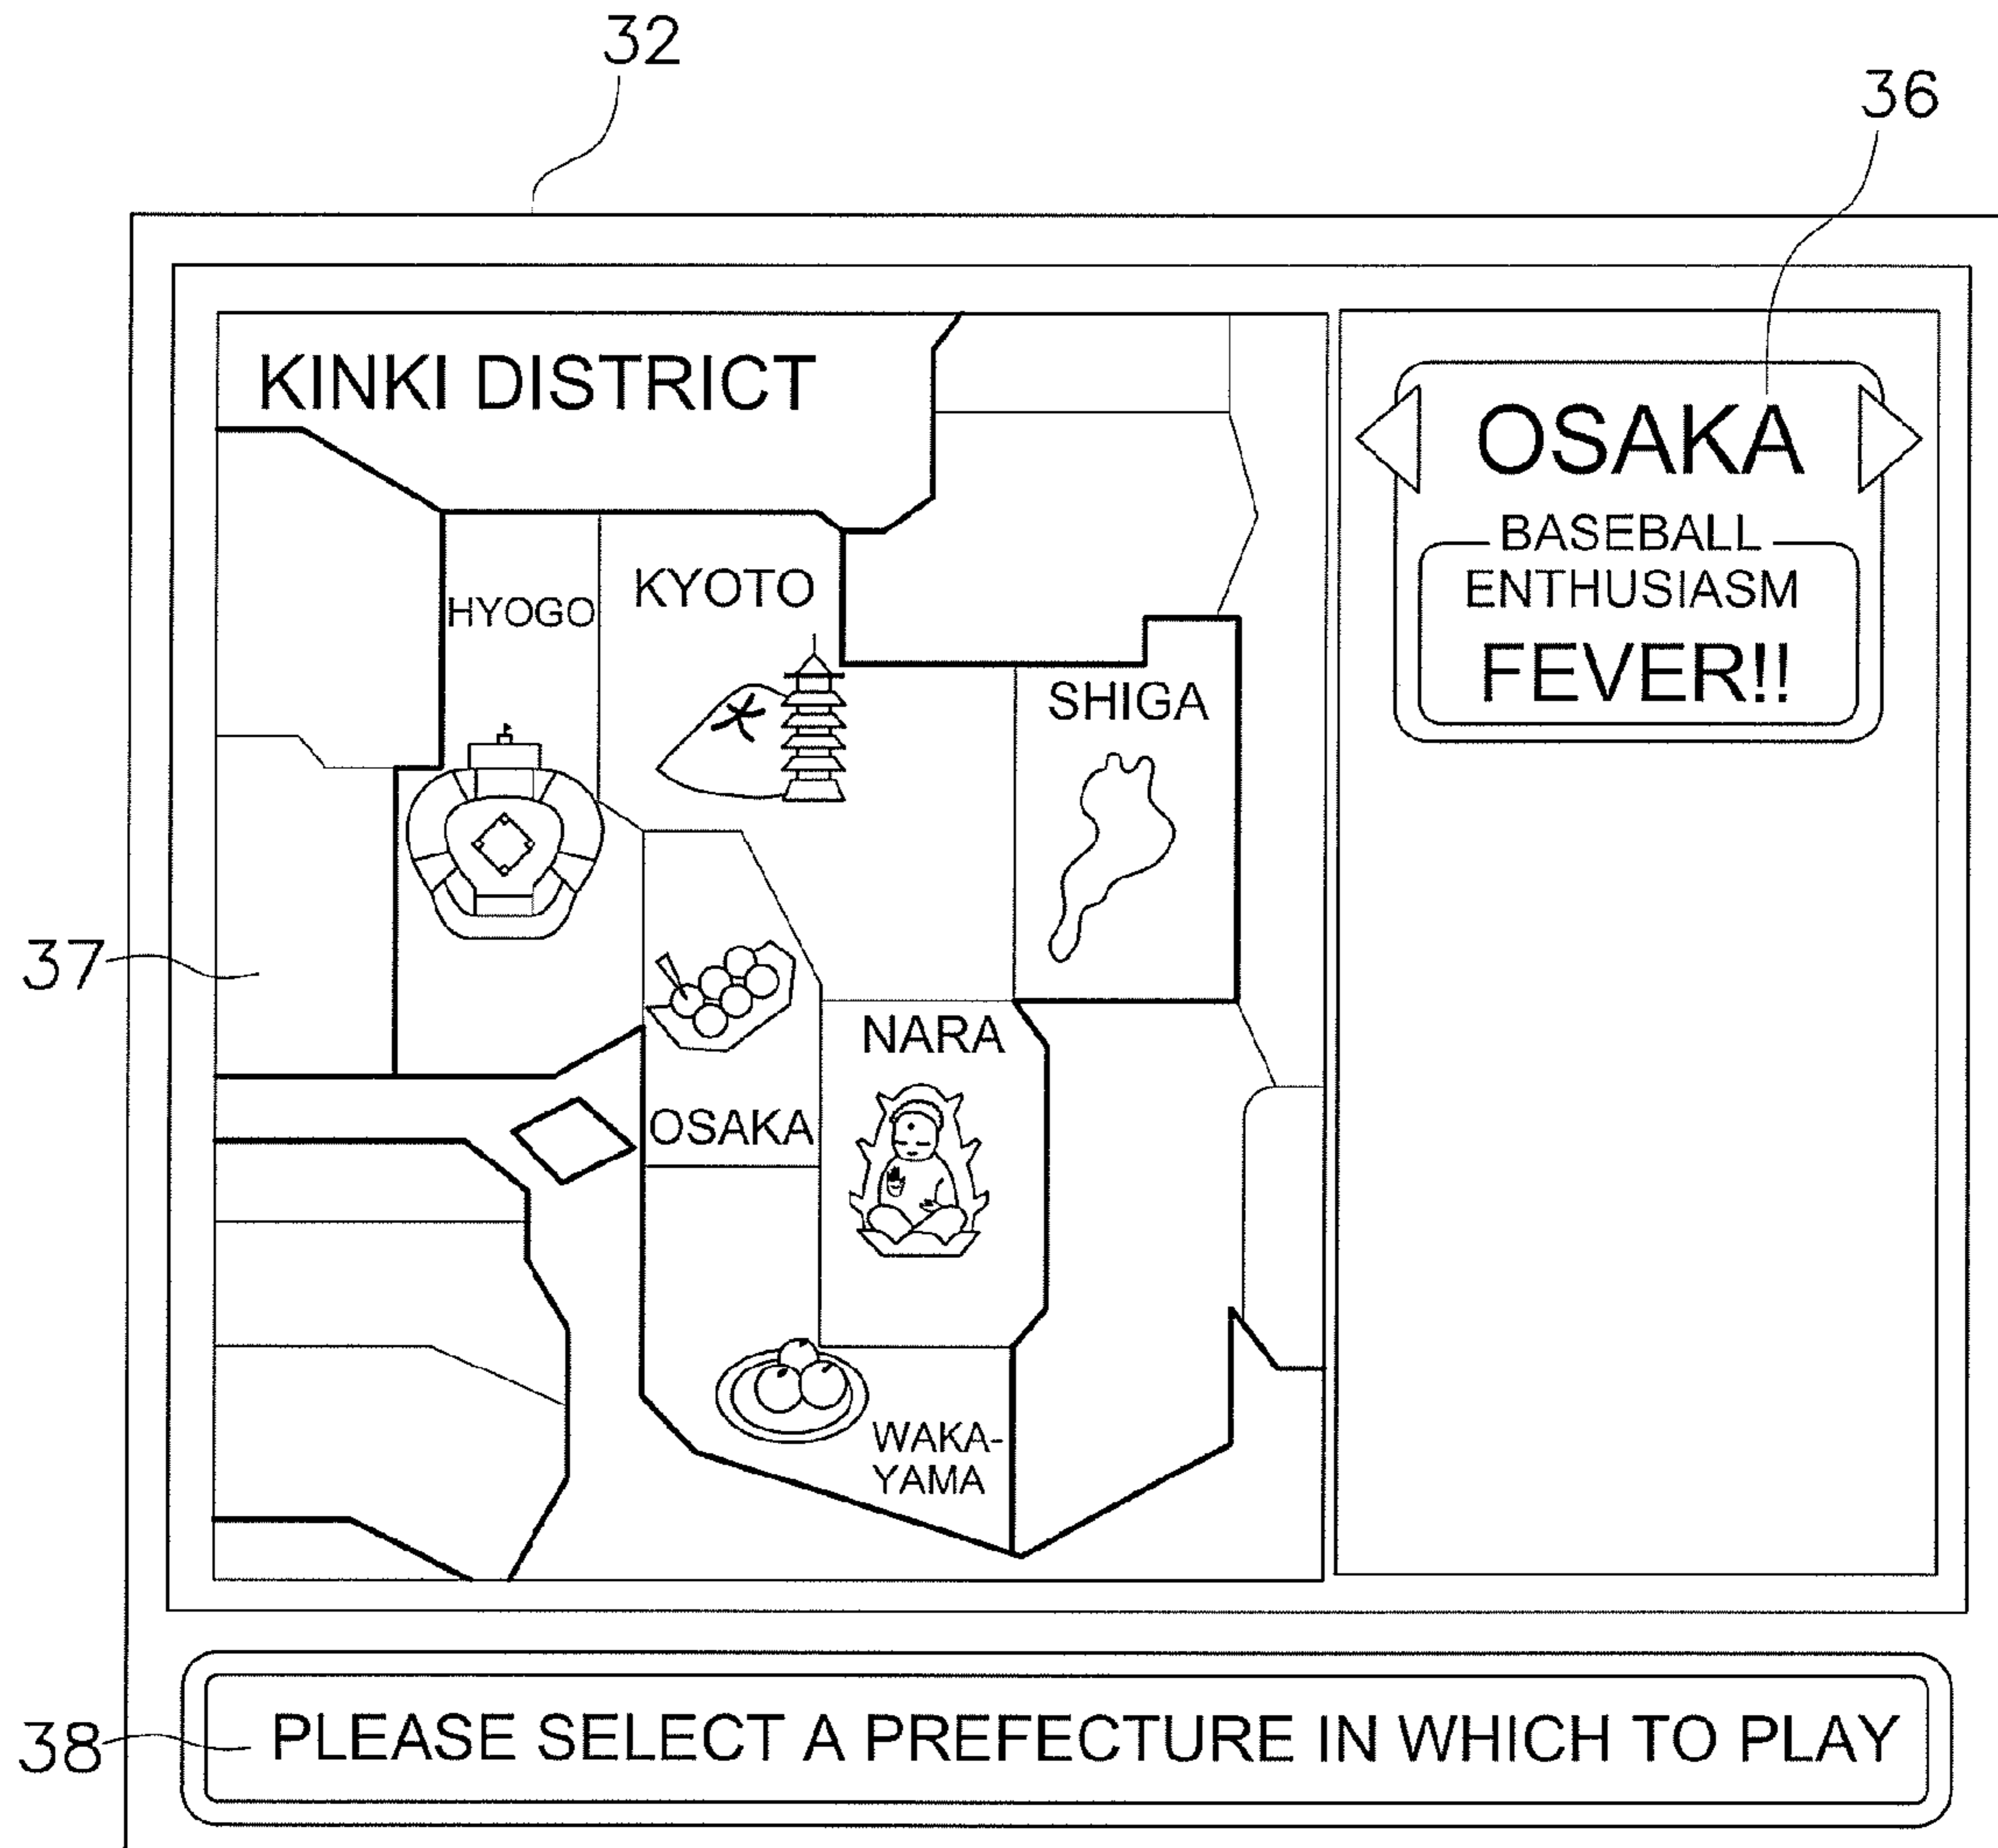 32
36
KINKI DISTRICT
OSAKA
BASEBALL
ENTHUSIASM
FEVER!!
HYOGO
KYOTO
SHIGA
37
NARA
OSAKA
WAKA-
YAMA
38
PLEASE SELECT A PREFECTURE IN WHICH TO PLAY